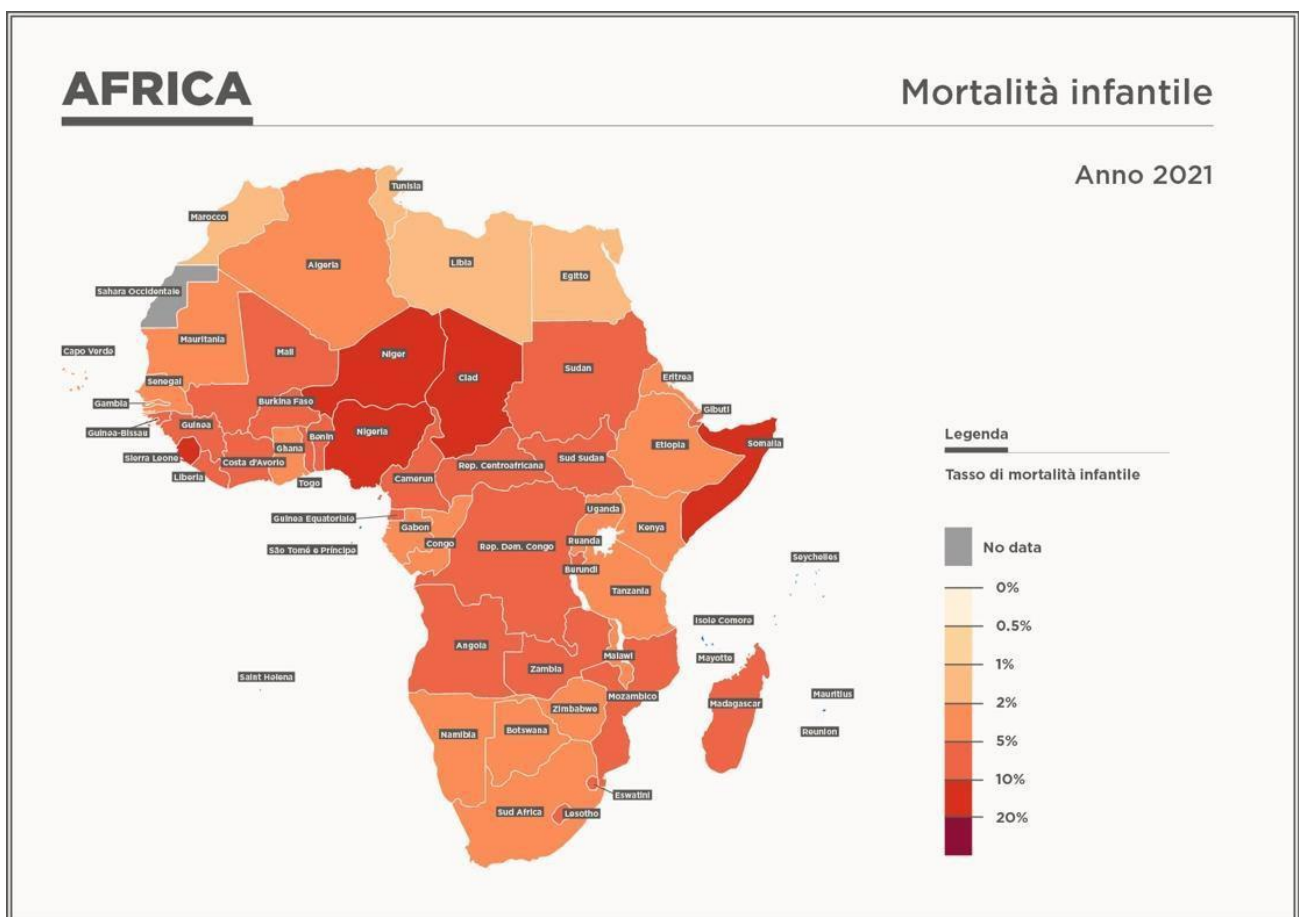 AFRICA
Mortalità infantile
Anno 2021
Tunisia
Marocco
Algeria
Libia
Egitto
Sahara Occidentale
Mauritania
Capo Verde
Mali
Niger
Ciad
Sudan
Eritrea
Senegal
Gambia
Burkina Faso
Gibuti
Guinea
Guinea-Bissau
Nigeria
Benin
Ghana
Etiopia
Somalia
Sierra Leone
Costa d'Avorio
Rep. Centroafricana
Sud Sudan
Liberia
Togo
Camerun
Guinea Equatoriale
Uganda
Gabon
Kenya
Congo
Ruanda
São Tomé e Príncipe
Rep. Dem. Congo
Burundi
Seychelles
Tanzania
Isole Comore
Angola
Malawi
Mayotte
Zambia
Saint Helena
Mozambico
Madagascar
Mauritius
Zimbabwe
Botswana
Namibia
Reunion
Eswatini
Sud Africa
Lesotho
Legenda
Tasso di mortalità infantile
No data
0%
0.5%
1%
2%
5%
10%
20%